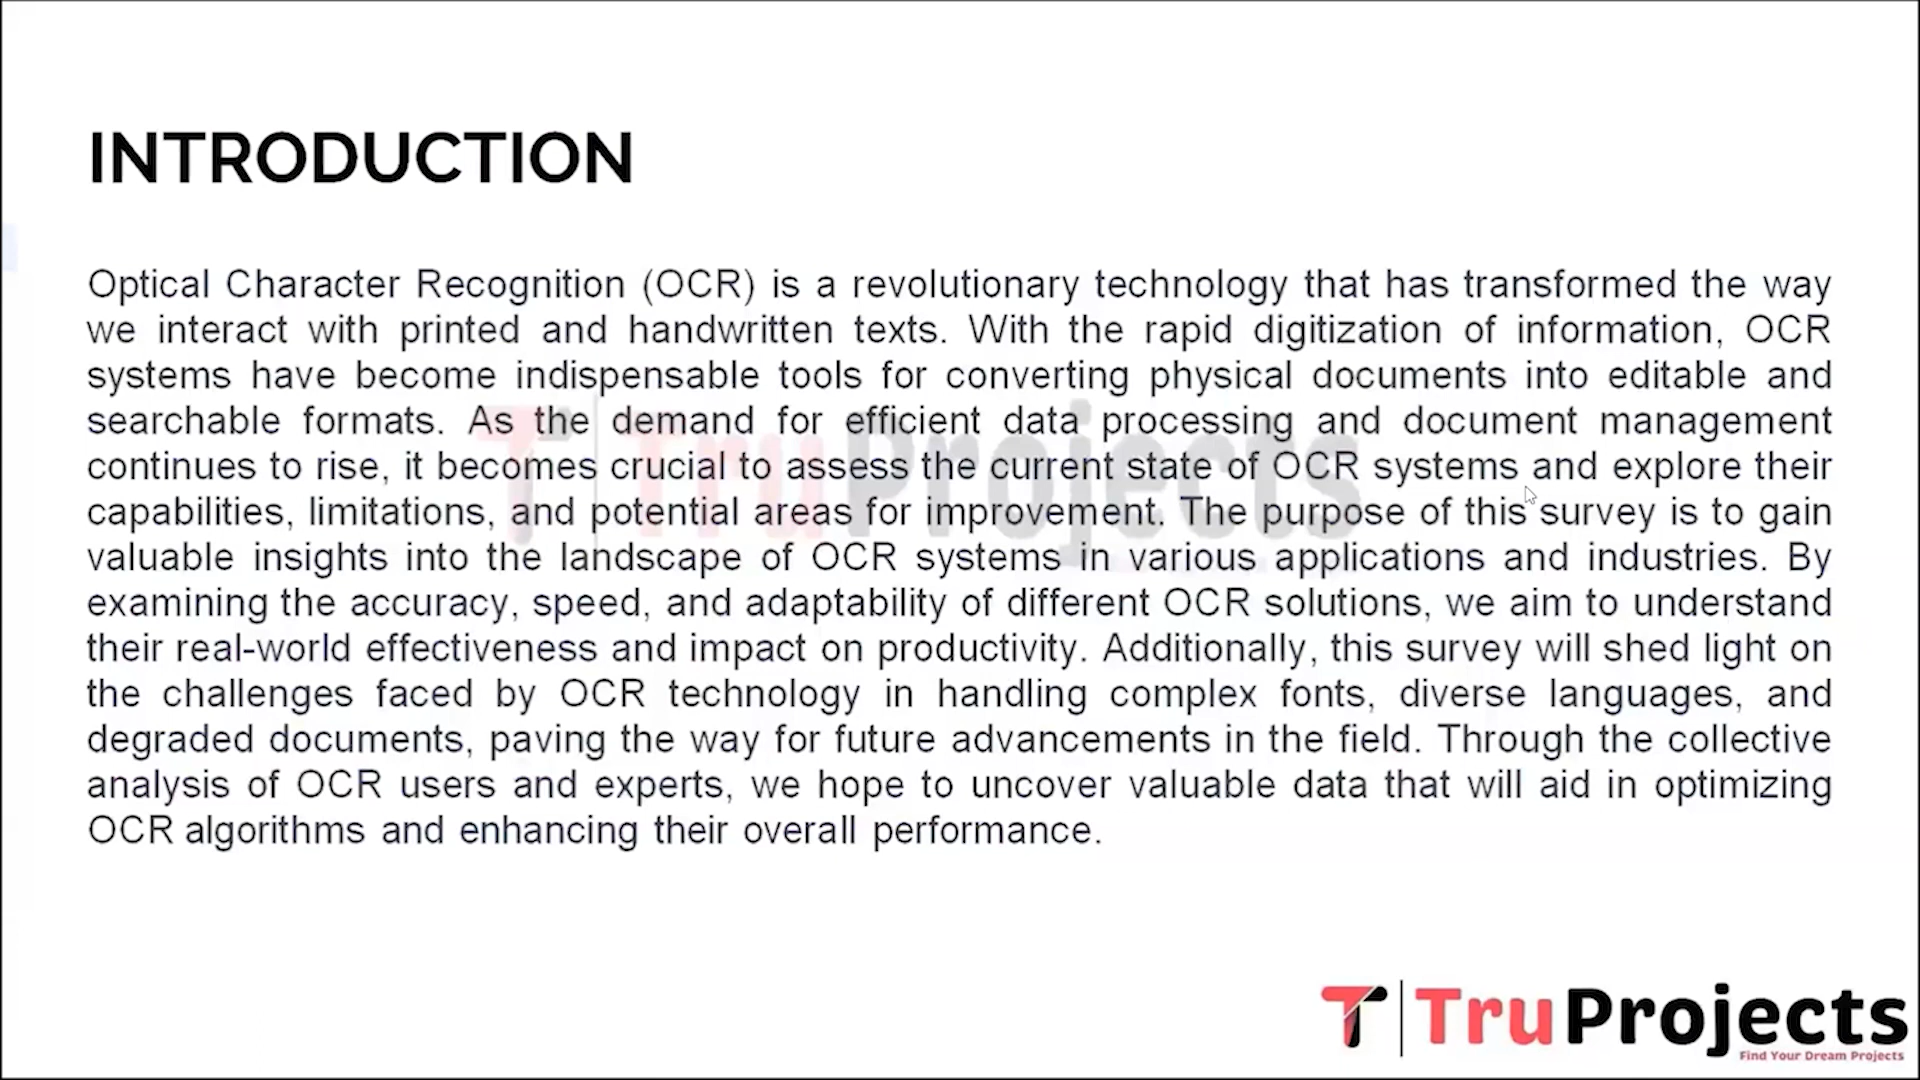 INTRODUCTION
Optical Character Recognition (OCR) is a revolutionary technology that has transformed the way
we interact with printed and handwritten texts. With the rapid digitization of information, OCR
systems have become indispensable tools for converting physical documents into editable and
searchable formats. As the demand for efficient data processing and document management
continues to rise, it becomes crucial to assess the current state of OCR systems and explore their
capabilities, limitations, and potential areas for improvement. The purpose of this survey is to gain
valuable insights into the landscape of OCR systems in various applications and industries. By
examining the accuracy, speed, and adaptability of different OCR solutions, we aim to understand
their real-world effectiveness and impact on productivity. Additionally, this survey will shed light on
the challenges faced by OCR technology in handling complex fonts, diverse languages, and
degraded documents, paving the way for future advancements in the field. Through the collective
analysis of OCR users and experts, we hope to uncover valuable data that will aid in optimizing
OCR algorithms and enhancing their overall performance.
TruProjects
TruProjects
Find Your Dream Projects